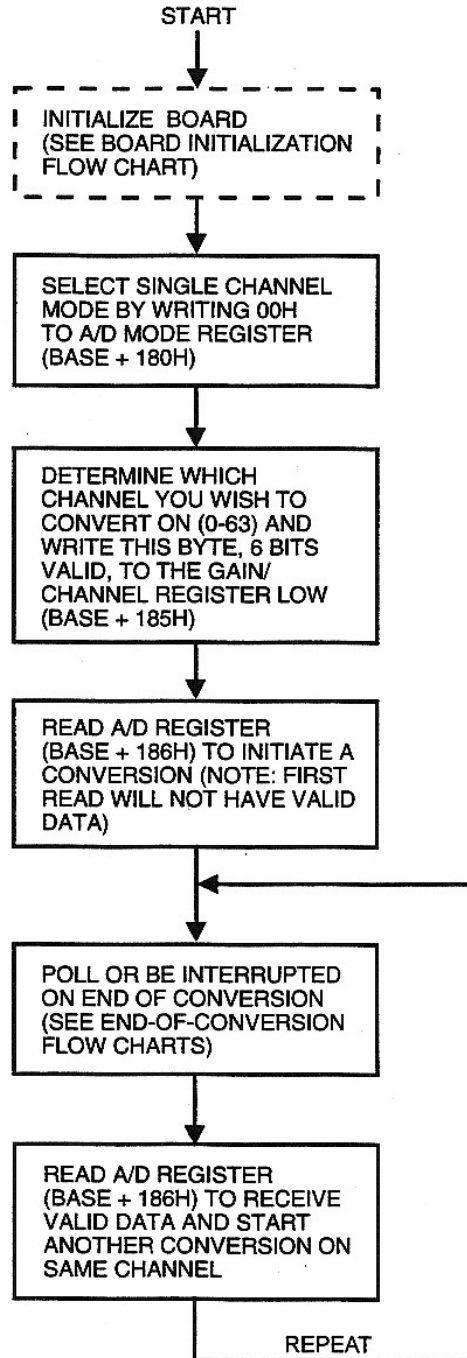 START
INITIALIZE BOARD
(SEE BOARD INITIALIZATION
FLOW CHART)
SELECT SINGLE CHANNEL
MODE BY WRITING 00H
TO A/D MODE REGISTER
(BASE + 180H)
DETERMINE WHICH
CHANNEL YOU WISH TO
CONVERT ON (0-63) AND
WRITE THIS BYTE, 6 BITS
VALID, TO THE GAIN/
CHANNEL REGISTER LOW
(BASE + 185H)
READ A/D REGISTER
(BASE + 186H) TO INITIATE A
CONVERSION (NOTE: FIRST
READ WILL NOT HAVE VALID
DATA)
POLL OR BE INTERRUPTED
ON END OF CONVERSION
(SEE END-OF-CONVERSION
FLOW CHARTS)
READ A/D REGISTER
(BASE + 186H) TO RECEIVE
VALID DATA AND START
ANOTHER CONVERSION ON
SAME CHANNEL
REPEAT